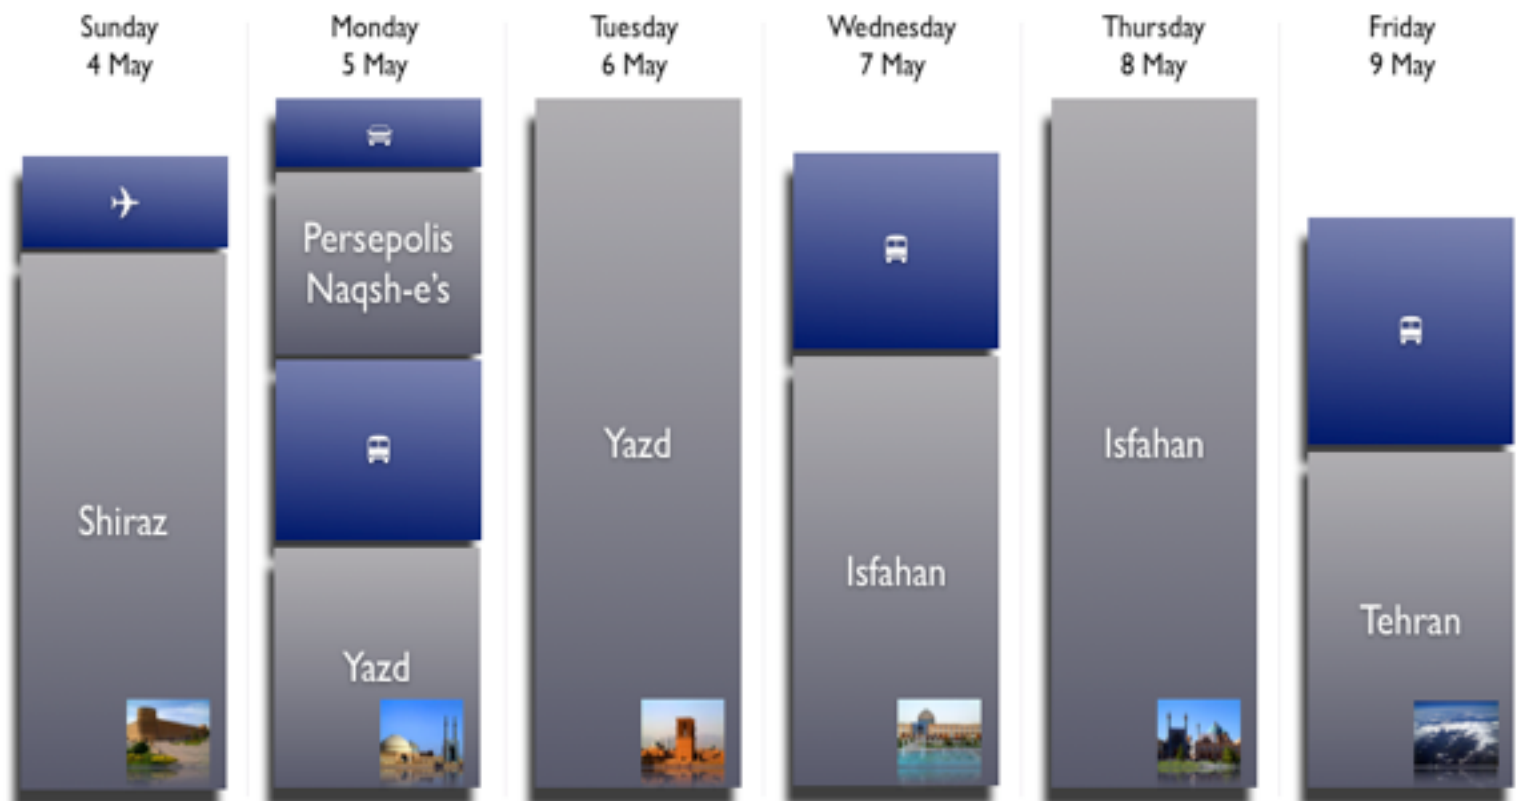 Sunday
4 May
Monday
5 May
Tuesday
6 May
Wednesday
7 May
Thursday
8 May
Friday
9 May
Shiraz
Persepolis
Naqsh-e's
Yazd
Yazd
Isfahan
Isfahan
Tehran